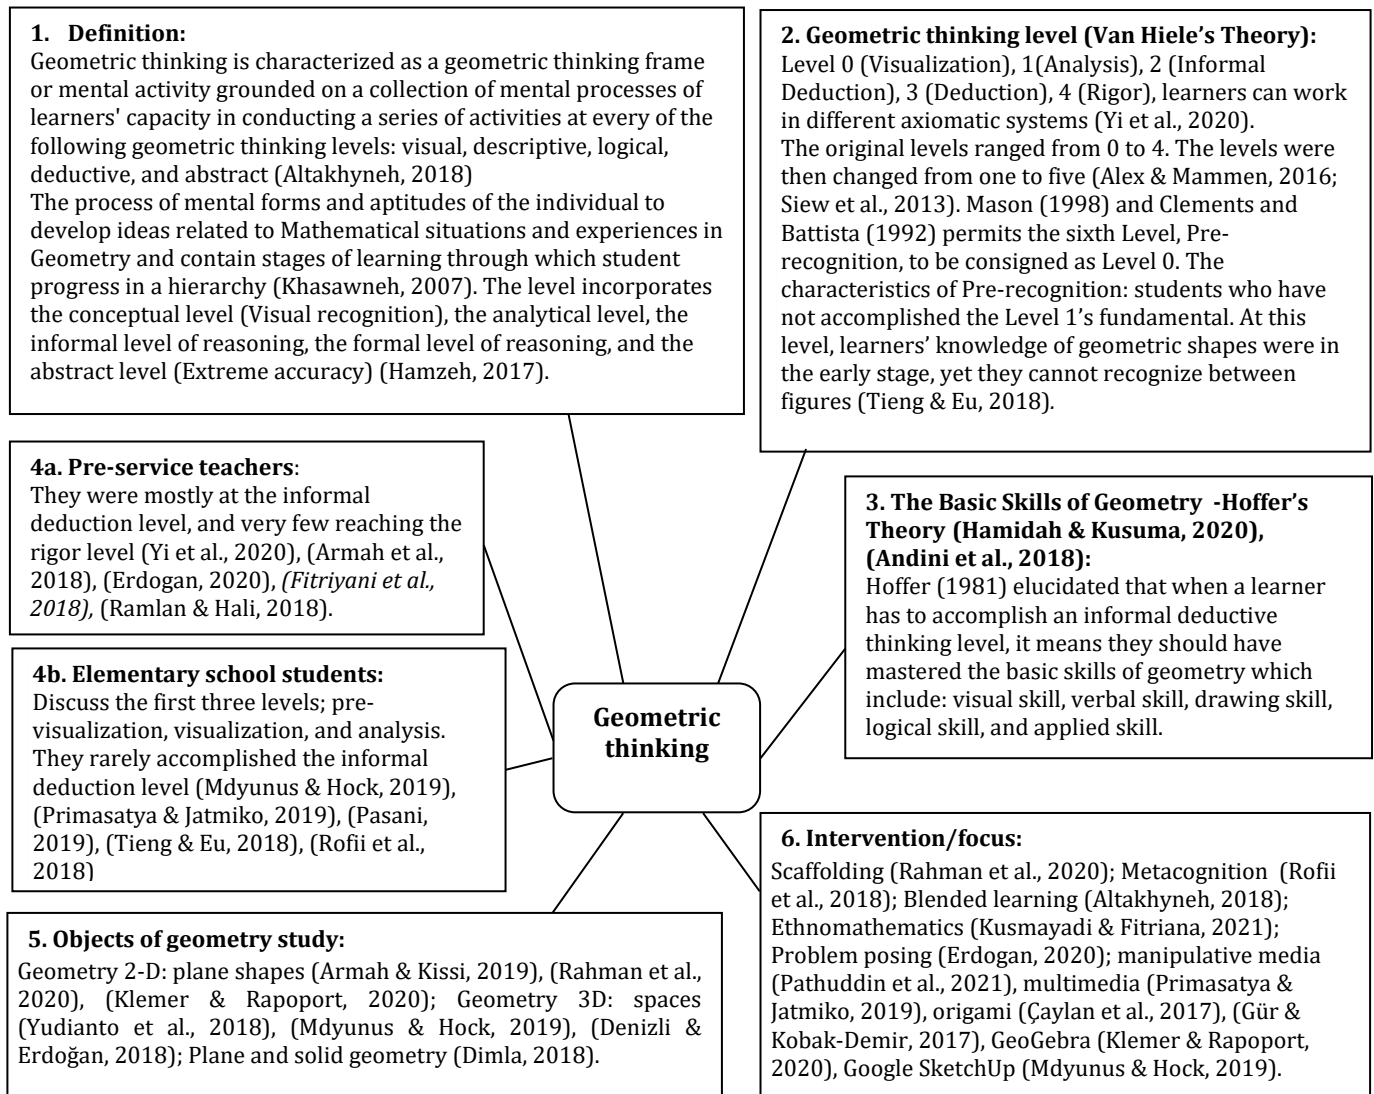 1. Definition:
Geometric thinking is characterized as a geometric thinking frame
or mental activity grounded on a collection of mental processes of
learners' capacity in conducting a series of activities at every of the
following geometric thinking levels: visual, descriptive, logical,
deductive, and abstract (Altakhyneh, 2018)
The process of mental forms and aptitudes of the individual to
develop ideas related to Mathematical situations and experiences in
Geometry and contain stages of learning through which student
progress in a hierarchy (Khasawneh, 2007). The level incorporates
the conceptual level (Visual recognition), the analytical level, the
informal level of reasoning, the formal level of reasoning, and the
abstract level (Extreme accuracy) (Hamzeh, 2017).
2. Geometric thinking level (Van Hiele's Theory):
Level 0 (Visualization), 1(Analysis), 2 (Informal
Deduction), 3 (Deduction), 4 (Rigor), learners can work
in different axiomatic systems (Yi et al., 2020).
The original levels ranged from 0 to 4. The levels were
then changed from one to five (Alex & Mammen, 2016;
Siew et al., 2013). Mason (1998) and Clements and
Battista (1992) permits the sixth Level, Pre-
recognition, to be consigned as Level 0. The
characteristics of Pre-recognition: students who have
not accomplished the Level 1's fundamental. At this
level, learners' knowledge of geometric shapes were in
the early stage, yet they cannot recognize between
figures (Tieng & Eu, 2018).
4a. Pre-service teachers:
They were mostly at the informal
deduction level, and very few reaching the
rigor level (Yi et al., 2020), (Armah et al.,
2018), (Erdogan, 2020), (Fitriyani et al.,
2018), (Ramlan & Hali, 2018).
3. The Basic Skills of Geometry -Hoffer's
Theory (Hamidah & Kusuma, 2020),
(Andini et al., 2018):
Hoffer (1981) elucidated that when a learner
has to accomplish an informal deductive
thinking level, it means they should have
mastered the basic skills of geometry which
include: visual skill, verbal skill, drawing skill,
logical skill, and applied skill.
4b. Elementary school students:
Discuss the first three levels; pre-
visualization, visualization, and analysis.
They rarely accomplished the informal
deduction level (Mdyunus & Hock, 2019),
(Primasatya & Jatmiko, 2019), (Pasani,
2019), (Tieng & Eu, 2018), (Rofii et al.,
2018)
Geometric
thinking
5. Objects of geometry study:
Geometry 2-D: plane shapes (Armah & Kissi, 2019), (Rahman et al.,
2020), (Klemer & Rapoport, 2020); Geometry 3D: spaces
(Yudianto et al., 2018), (Mdyunus & Hock, 2019), (Denizli &
Erdoğan, 2018); Plane and solid geometry (Dimla, 2018).
6. Intervention/focus:
Scaffolding (Rahman et al., 2020); Metacognition (Rofii
et al., 2018); Blended learning (Altakhyneh, 2018);
Ethnomathematics (Kusmayadi & Fitriana, 2021);
Problem posing (Erdogan, 2020); manipulative media
(Pathuddin et al., 2021), multimedia (Primasatya &
Jatmiko, 2019), origami (Çaylan et al., 2017), (Gür &
Kobak-Demir, 2017), GeoGebra (Klemer & Rapoport,
2020), Google SketchUp (Mdyunus & Hock, 2019).